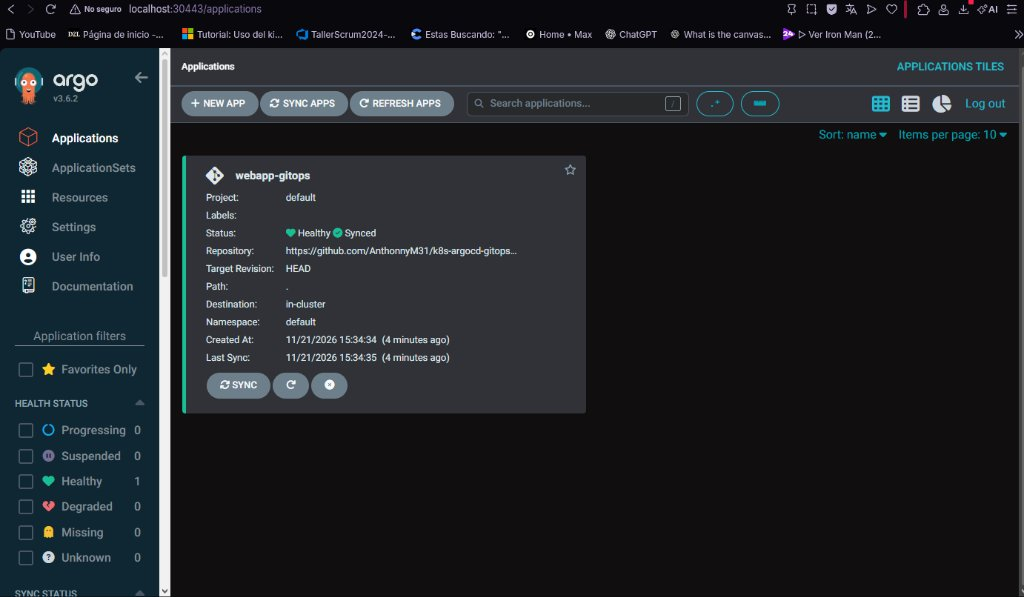 No seguro localhost:30443/applications
AI
YouTube
D2L Página de inicio -...
Tutorial: Uso del ki...
TallerScrum2024-...
Estas Buscando: "...
Home • Max
ChatGPT
What is the canvas...
Ver Iron Man (2...
argo
v3.6.2
Applications
ApplicationSets
Resources
Settings
User Info
Documentation
Application filters
Favorites Only
HEALTH STATUS
Progressing 0
Suspended 0
Healthy 1
Degraded 0
Missing 0
Unknown 0
SYNC STATUS
Applications
APPLICATIONS TILES
+ NEW APP
SYNC APPS
REFRESH APPS
Search applications...
/
.*
Log out
Sort: name
Items per page: 10
webapp-gitops
Project: default
Labels:
Status: Healthy Synced
Repository: https://github.com/AnthonnyM31/k8s-argocd-gitops...
Target Revision: HEAD
Path: .
Destination: in-cluster
Namespace: default
Created At: 11/21/2026 15:34:34 (4 minutes ago)
Last Sync: 11/21/2026 15:34:35 (4 minutes ago)
SYNC